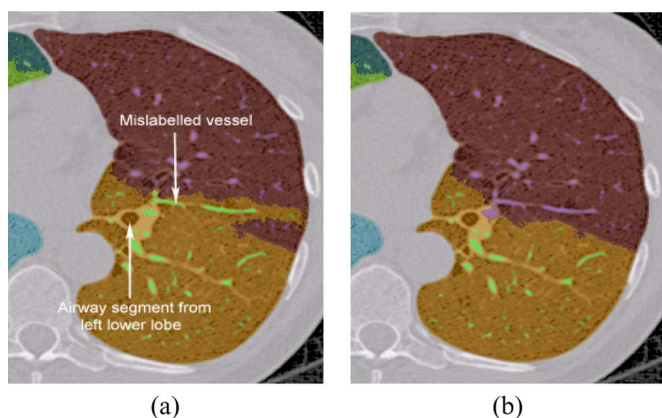 Mislabelled vessel
Airway segment from
left lower lobe
(a)
(b)